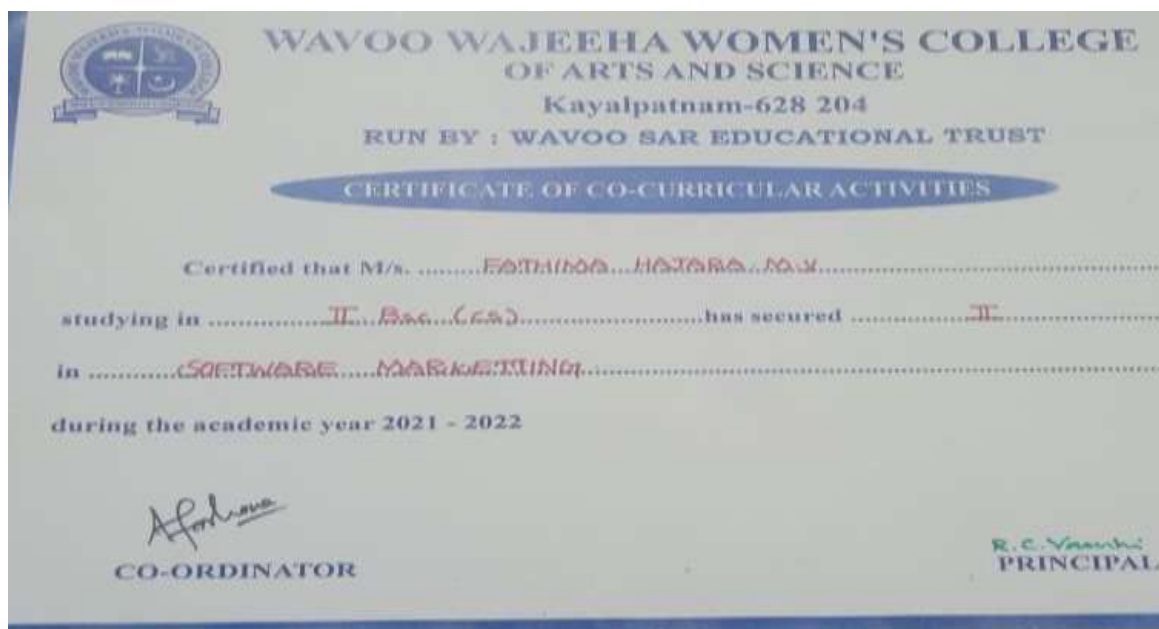 WAVOO WAJEEHA WOMEN'S COLLEGE
OF ARTS AND SCIENCE
Kayalpatnam-628 204
RUN BY : WAVOO SAR EDUCATIONAL TRUST
CERTIFICATE OF CO-CURRICULAR ACTIVITIES
Certified that M/s. FATHIMA HAJARA M.V
studying in II Bsc (CS) has secured II
in SOFTWARE MARKETTING
during the academic year 2021 - 2022
CO-ORDINATOR
R.C.
PRINCIPAL